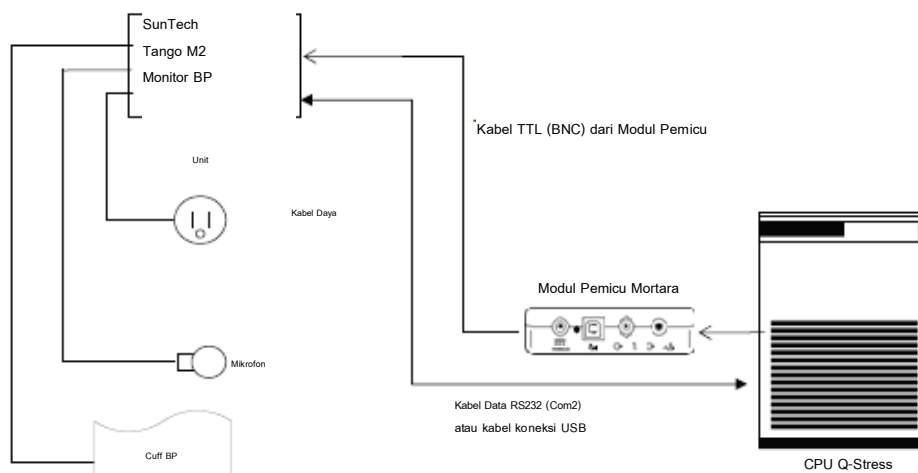 SunTech
Tango M2
Monitor BP
Kabel TTL (BNC) dari Modul Pemicu
Unit
Kabel Daya
Modul Pemicu Mortara
Mikrofon
Kabel Data RS232 (Com2)
atau kabel koneksi USB
Cuff BP
CPU Q-Stress